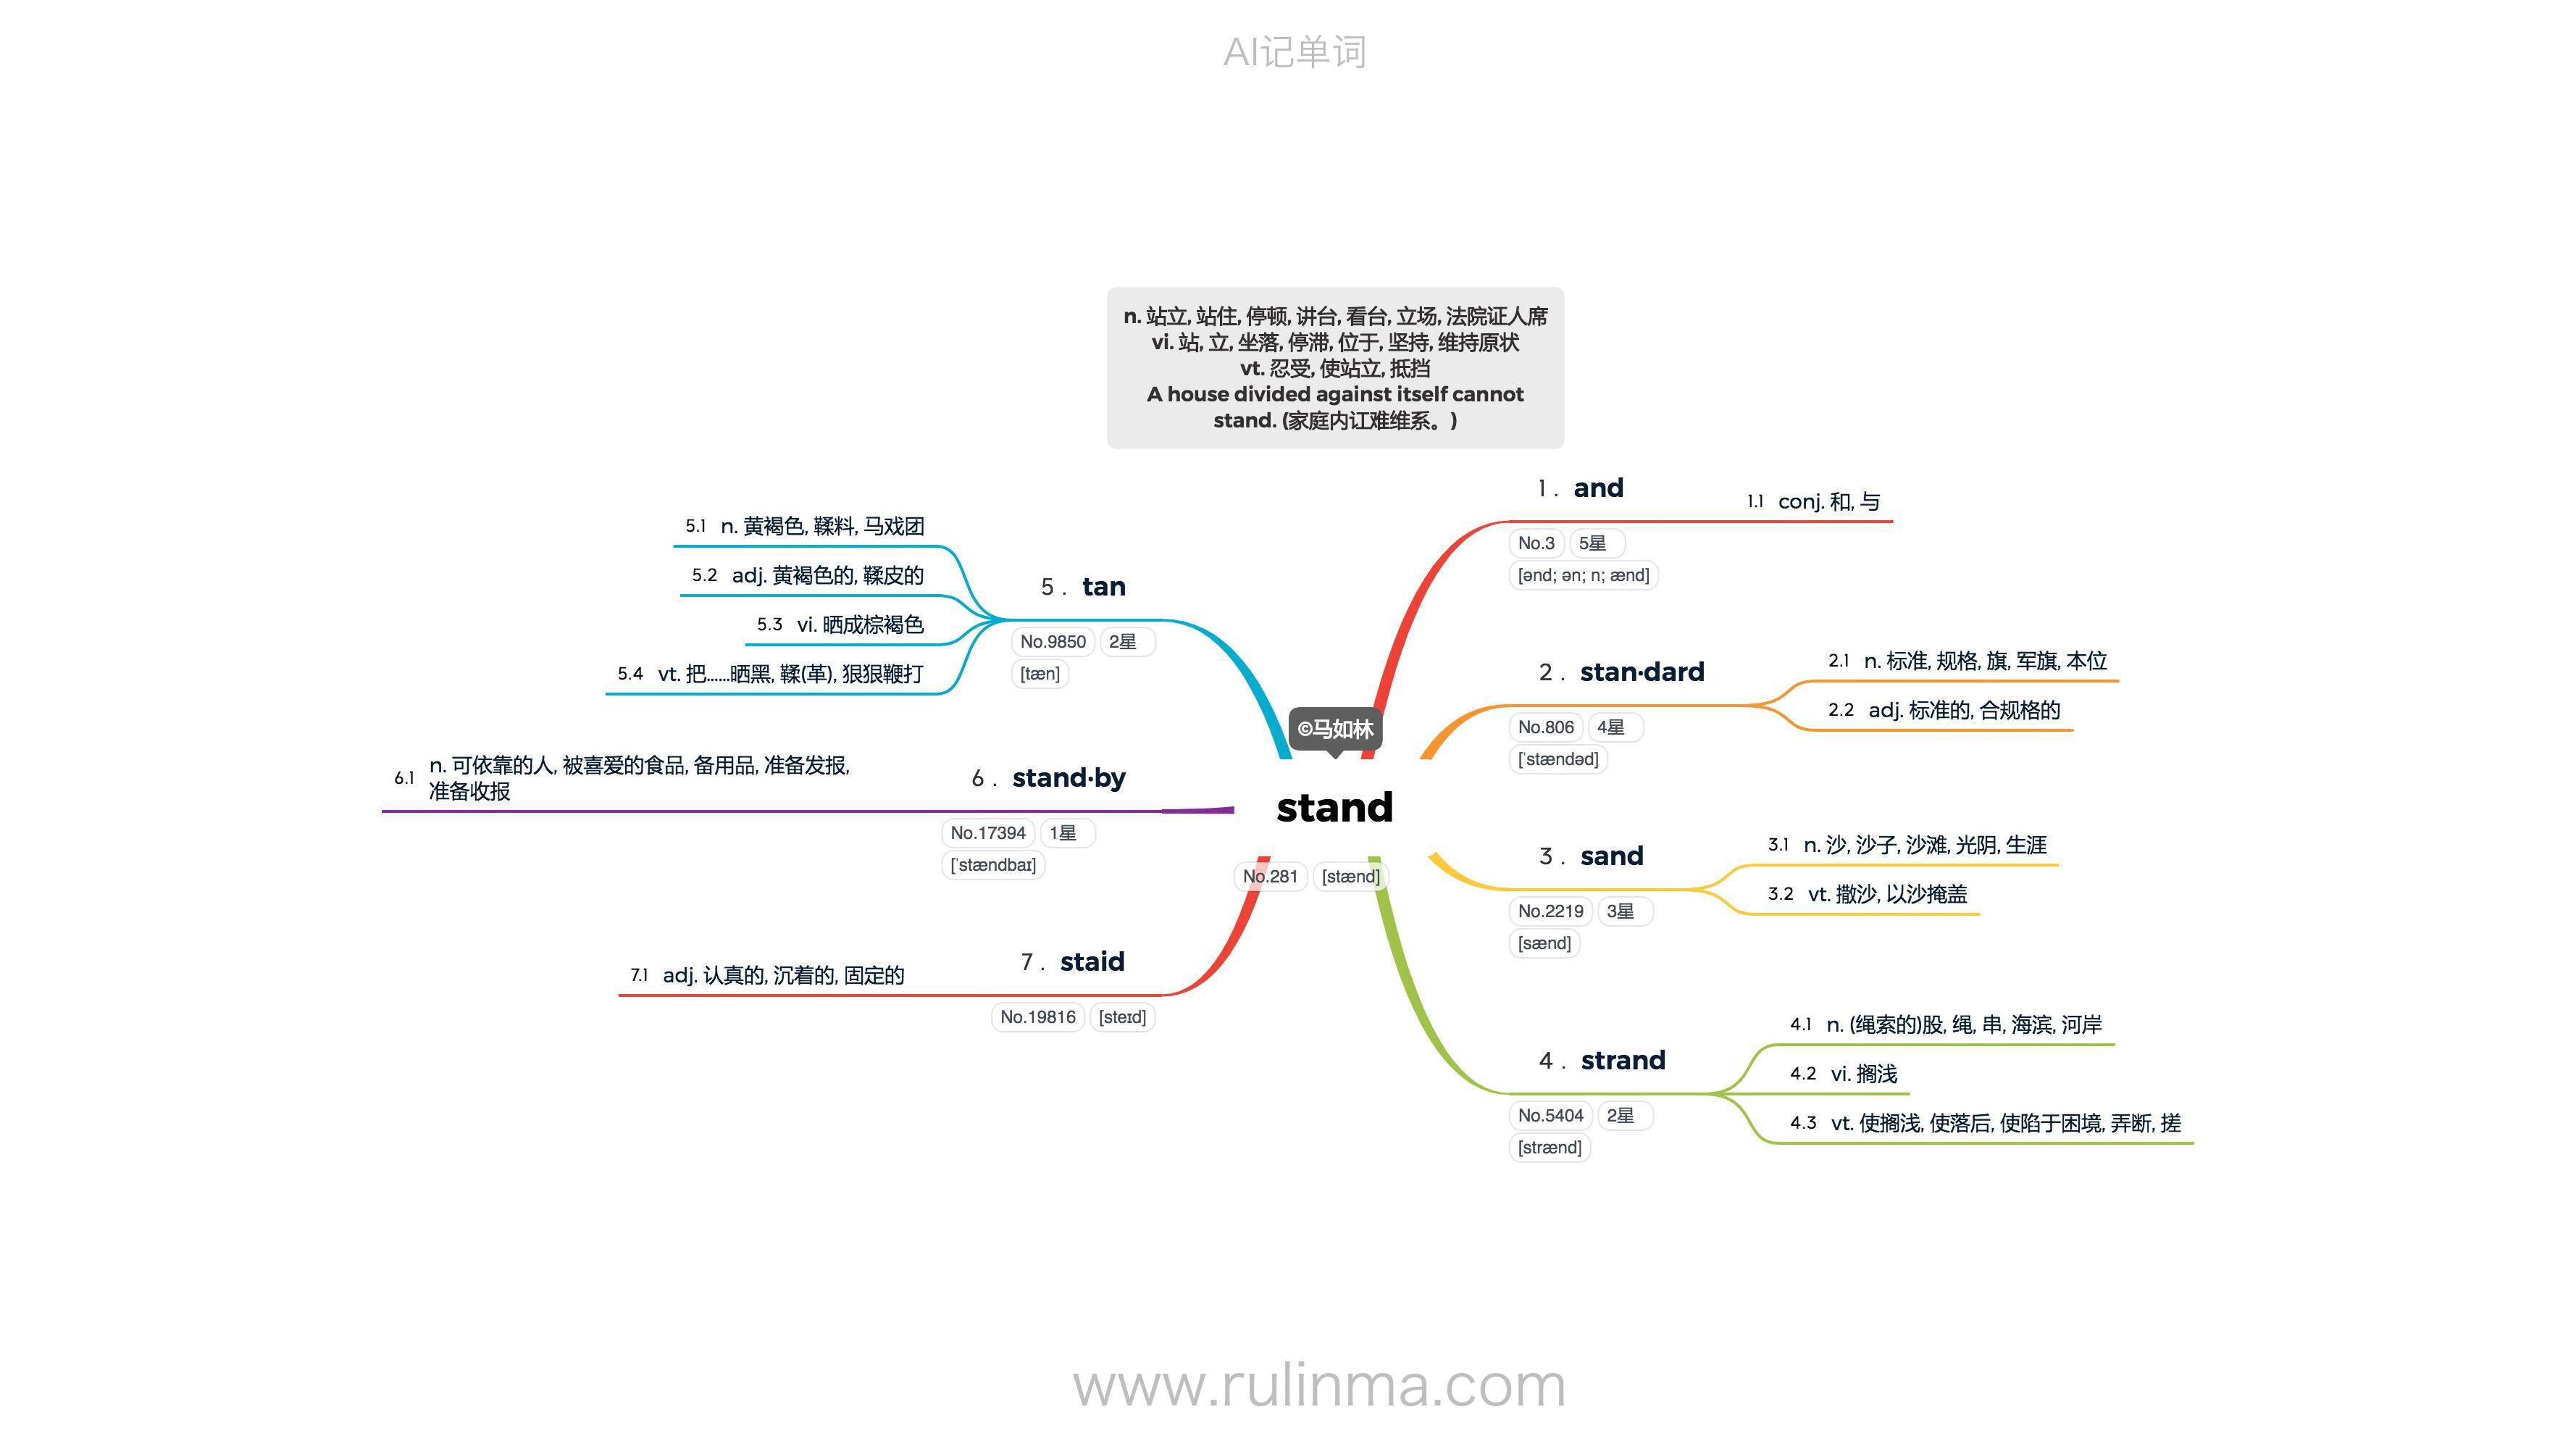 AI记单词
n. 站立, 站住, 停顿, 讲台, 看台, 立场, 法院证人席
vi. 站, 立, 坐落, 停滞, 位于, 坚持, 维持原状
vt. 忍受, 使站立, 抵挡
A house divided against itself cannot
stand. (家庭内讧难维系。)
©马如林
stand
No.281 [stænd]
1 . and
No.3 5星
[ənd; ən; n; ænd]
1.1 conj. 和, 与
2 . stan·dard
No.806 4星
[ˈstændəd]
2.1 n. 标准, 规格, 旗, 军旗, 本位
2.2 adj. 标准的, 合规格的
3 . sand
No.2219 3星
[sænd]
3.1 n. 沙, 沙子, 沙滩, 光阴, 生涯
3.2 vt. 撒沙, 以沙掩盖
4 . strand
No.5404 2星
[strænd]
4.1 n. (绳索的)股, 绳, 串, 海滨, 河岸
4.2 vi. 搁浅
4.3 vt. 使搁浅, 使落后, 使陷于困境, 弄断, 搓
5 . tan
No.9850 2星
[tæn]
5.1 n. 黄褐色, 鞣料, 马戏团
5.2 adj. 黄褐色的, 鞣皮的
5.3 vi. 晒成棕褐色
5.4 vt. 把……晒黑, 鞣(革), 狠狠鞭打
6 . stand·by
No.17394 1星
[ˈstændbaɪ]
6.1 n. 可依靠的人, 被喜爱的食品, 备用品, 准备发报,
准备收报
7 . staid
No.19816 [steɪd]
7.1 adj. 认真的, 沉着的, 固定的
www.rulinma.com